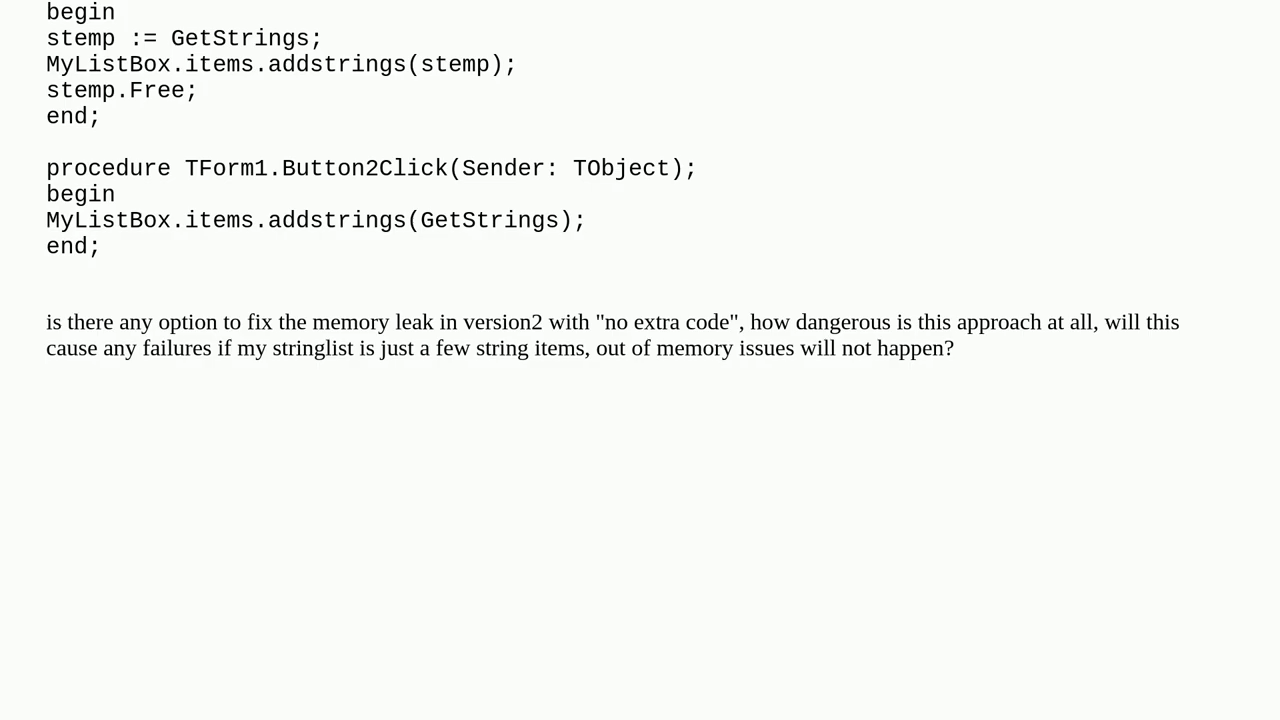 begin
stemp := GetStrings;
MyListBox.items.addstrings(stemp);
stemp.Free;
end;
procedure TForm1.Button2Click(Sender: TObject);
begin
MyListBox.items.addstrings(GetStrings);
end;
is there any option to fix the memory leak in version2 with "no extra code", how dangerous is this approach at all, will this
cause any failures if my stringlist is just a few string items, out of memory issues will not happen?